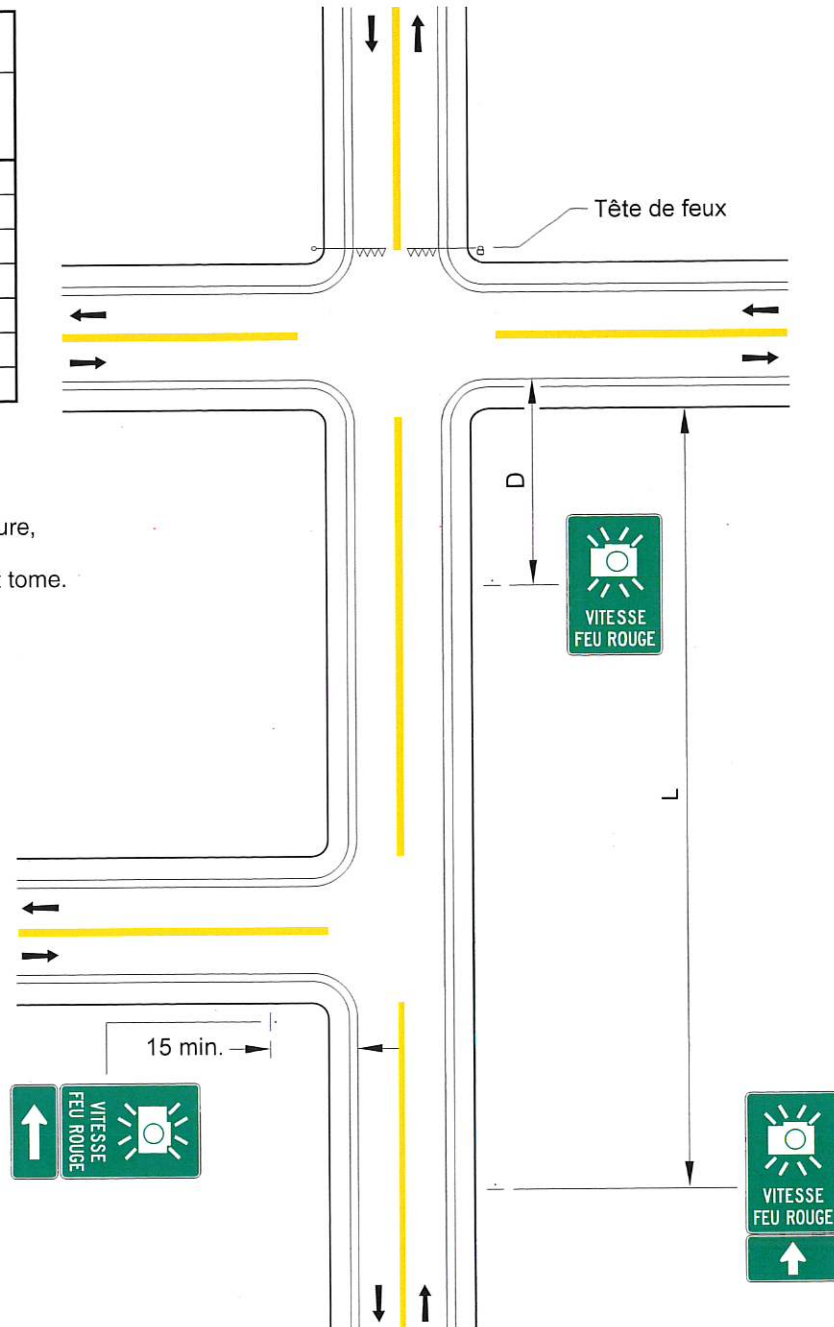 Tête de feux
D
VITESSE
FEU ROUGE
ure,
tome.
L
15 min.
VITESSE
FEU ROUGE
VITESSE
FEU ROUGE